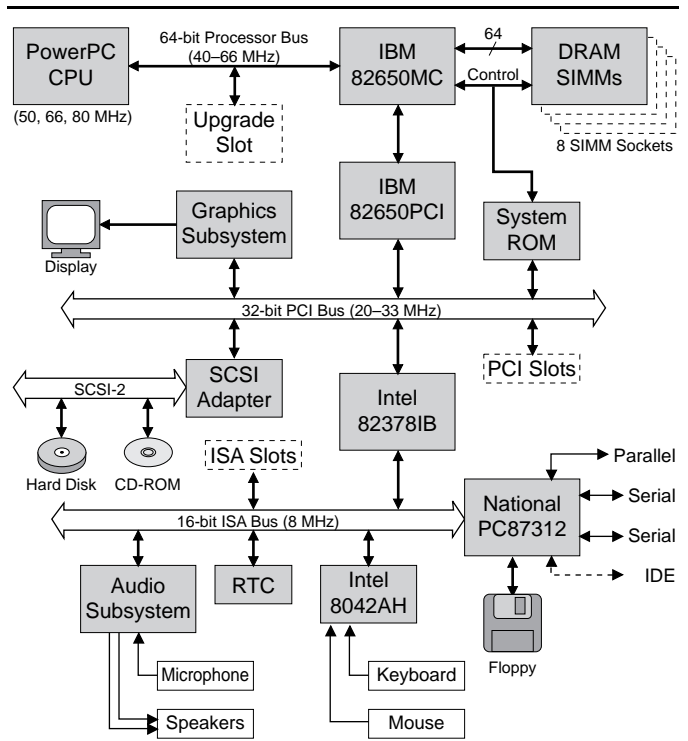 PowerPC
CPU
(50, 66, 80 MHz)
64-bit Processor Bus
(40–66 MHz)
Upgrade
Slot
IBM
82650MC
64
Control
DRAM
SIMMs
8 SIMM Sockets
IBM
82650PCI
System
ROM
Graphics
Subsystem
Display
32-bit PCI Bus (20–33 MHz)
PCI Slots
SCSI
Adapter
SCSI-2
Hard Disk
CD-ROM
Intel
82378IB
ISA Slots
16-bit ISA Bus (8 MHz)
National
PC87312
Parallel
Serial
Serial
IDE
Floppy
Audio
Subsystem
RTC
Intel
8042AH
Microphone
Speakers
Keyboard
Mouse